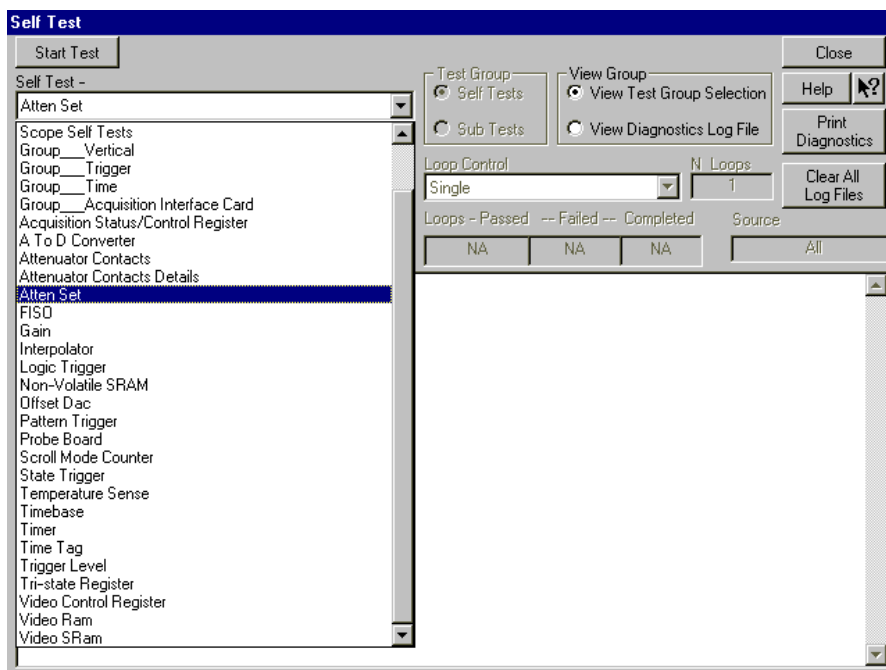 Self Test
Start Test
Close
Self Test -
Atten Set
Test Group
Self Tests
Sub Tests
View Group
View Test Group Selection
View Diagnostics Log File
Help
?
Print
Diagnostics
Clear All
Log Files
Loop Control
N Loops
Single
1
Loops - Passed -- Failed -- Completed
Source
NA
NA
NA
All
Scope Self Tests
Group___Vertical
Group___Trigger
Group___Time
Group___Acquisition Interface Card
Acquisition Status/Control Register
A To D Converter
Attenuator Contacts
Attenuator Contacts Details
Atten Set
FISO
Gain
Interpolator
Logic Trigger
Non-Volatile SRAM
Offset Dac
Pattern Trigger
Probe Board
Scroll Mode Counter
State Trigger
Temperature Sense
Timebase
Timer
Time Tag
Trigger Level
Tri-state Register
Video Control Register
Video Ram
Video SRam